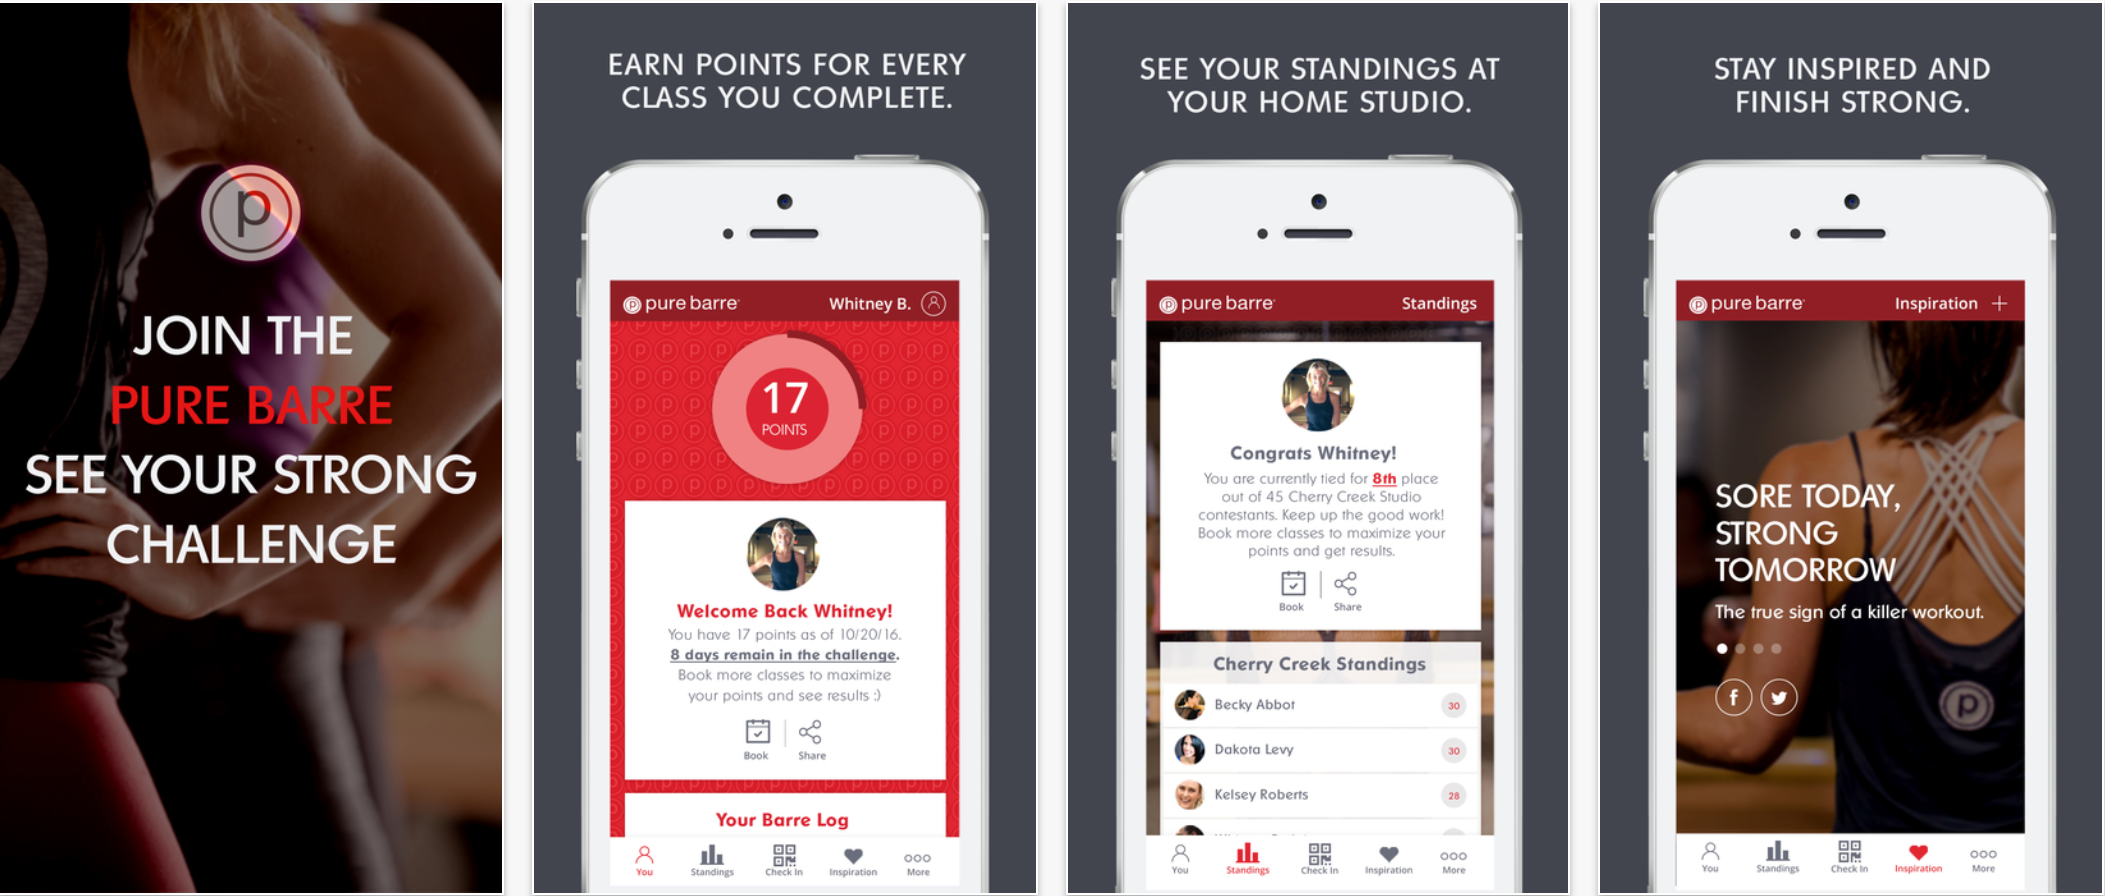 p
JOIN THE
PURE BARRE
SEE YOUR STRONG
CHALLENGE
EARN POINTS FOR EVERY
CLASS YOU COMPLETE.
p pure barre
Whitney B.
17
POINTS
Welcome Back Whitney!
You have 17 points as of 10/20/16.
8 days remain in the challenge.
Book more classes to maximize
your points and see results :)
Book
Share
Your Barre Log
You
Standings
Check In
Inspiration
More
SEE YOUR STANDINGS AT
YOUR HOME STUDIO.
p pure barre
Standings
Congrats Whitney!
You are currently tied for 8th place
out of 45 Cherry Creek Studio
contestants. Keep up the good work!
Book more classes to maximize your
points and get results.
Book
Share
Cherry Creek Standings
Becky Abbot 30
Dakota Levy 30
Kelsey Roberts 28
You
Standings
Check In
Inspiration
More
STAY INSPIRED AND
FINISH STRONG.
p pure barre
Inspiration
SORE TODAY,
STRONG
TOMORROW
The true sign of a killer workout.
f
p
You
Standings
Check In
Inspiration
More